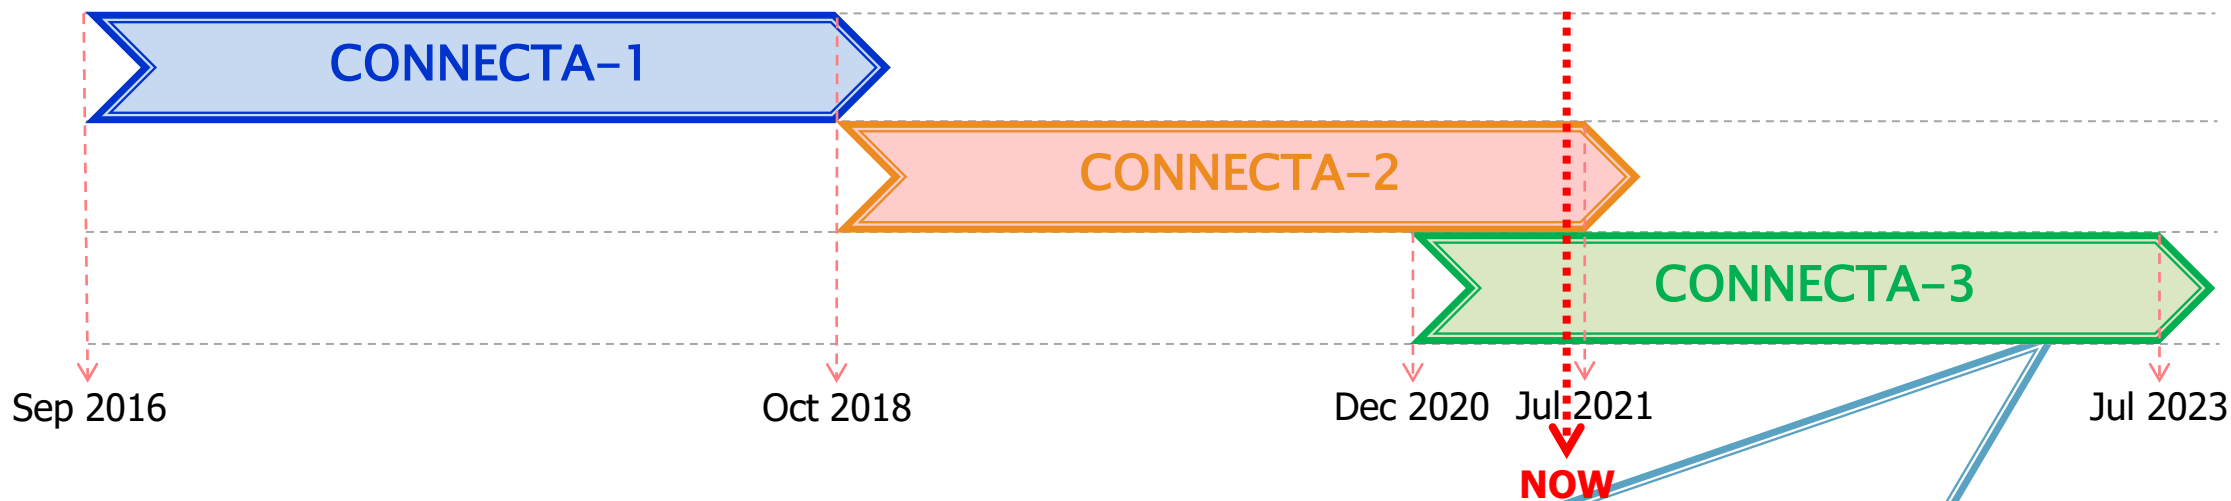 CONNECTA–1
CONNECTA–2
CONNECTA–3
Sep 2016
Oct 2018
Dec 2020
Jul 2021
Jul 2023
NOW